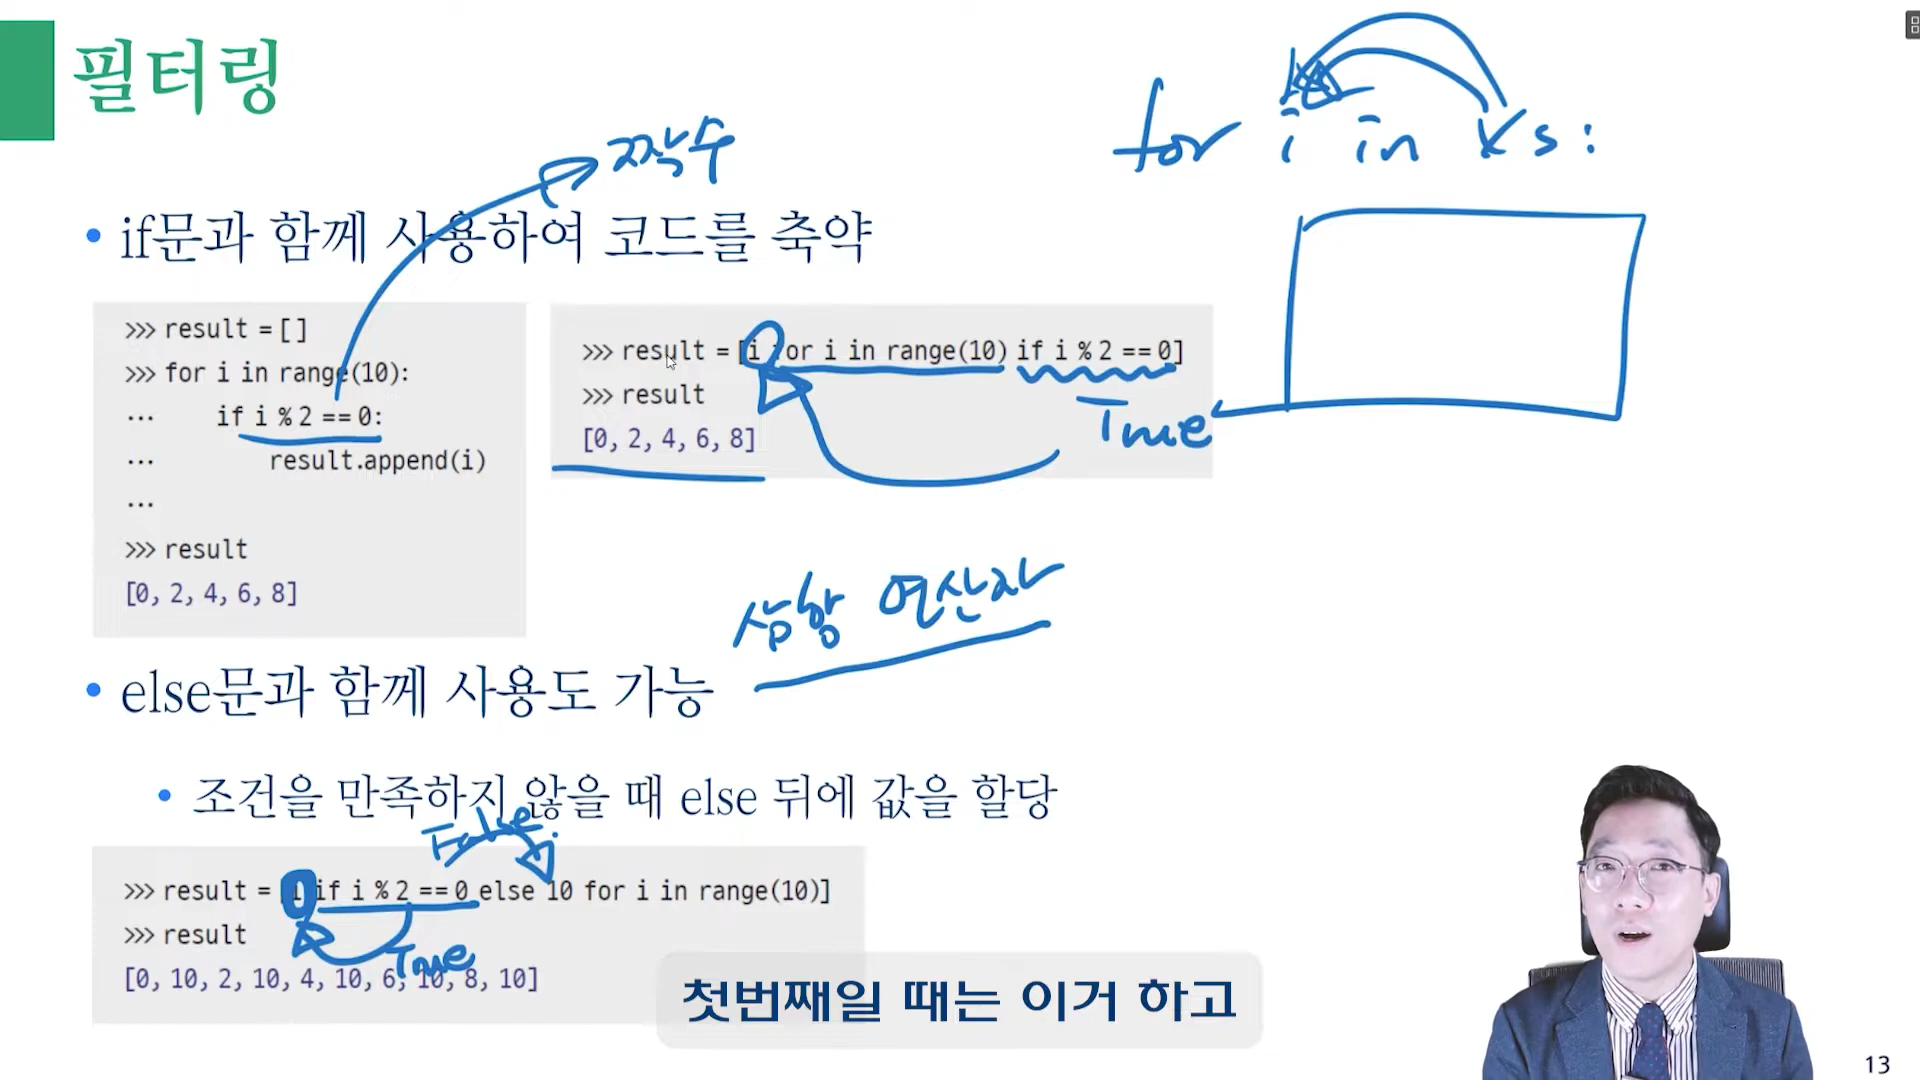 필터링
for i in xs:
짝수
• if문과 함께 사용하여 코드를 축약
>>> result = []
>>> for i in range(10):
... if i % 2 == 0:
... result.append(i)
...
>>> result
[0, 2, 4, 6, 8]
>>> result = [i for i in range(10) if i % 2 == 0]
>>> result
[0, 2, 4, 6, 8]
True
삼항 연산자
• else문과 함께 사용도 가능
• 조건을 만족하지 않을 때 else 뒤에 값을 할당
False
>>> result = [i if i % 2 == 0 else 10 for i in range(10)]
>>> result
True
[0, 10, 2, 10, 4, 10, 6, 10, 8, 10]
첫번째일 때는 이거 하고
13